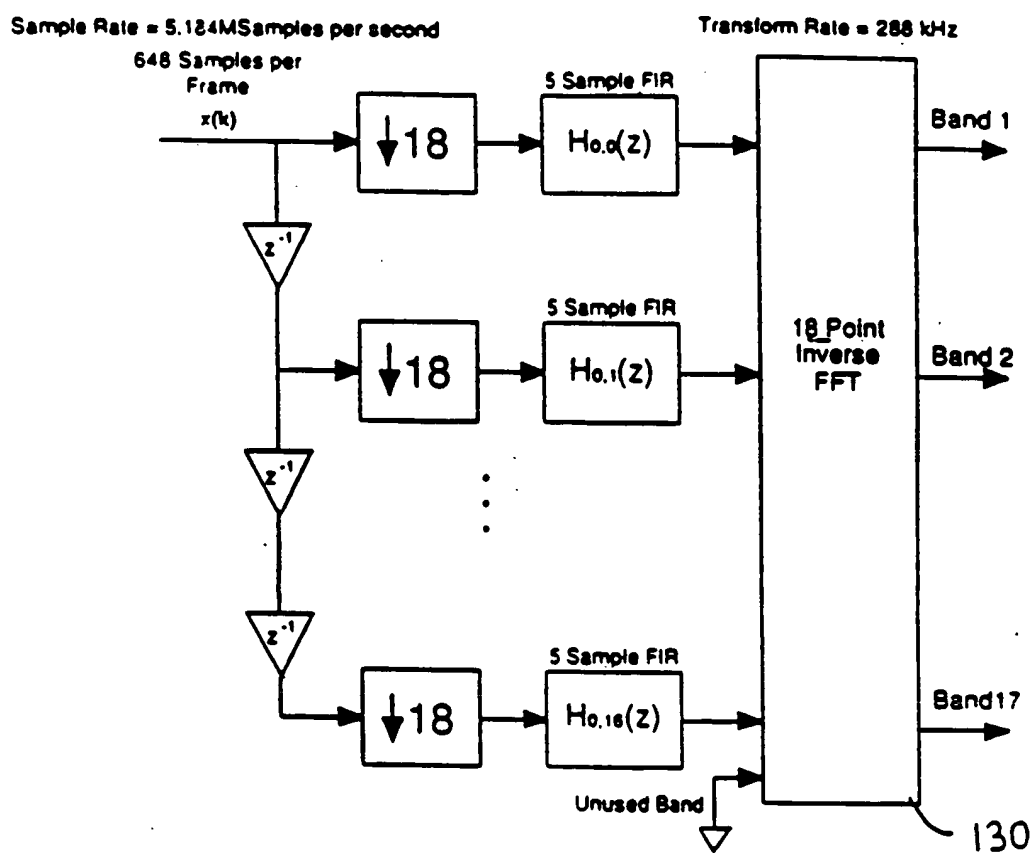 Sample Rate = 5.184MSamples per second
Transform Rate = 288 kHz
648 Samples per
Frame
x(k)
5 Sample FIR
↓18
H0,0(z)
Band 1
z-1
5 Sample FIR
↓18
H0,1(z)
18 Point
Inverse
FFT
Band 2
z-1
z-1
5 Sample FIR
↓18
H0,16(z)
Band17
Unused Band
130